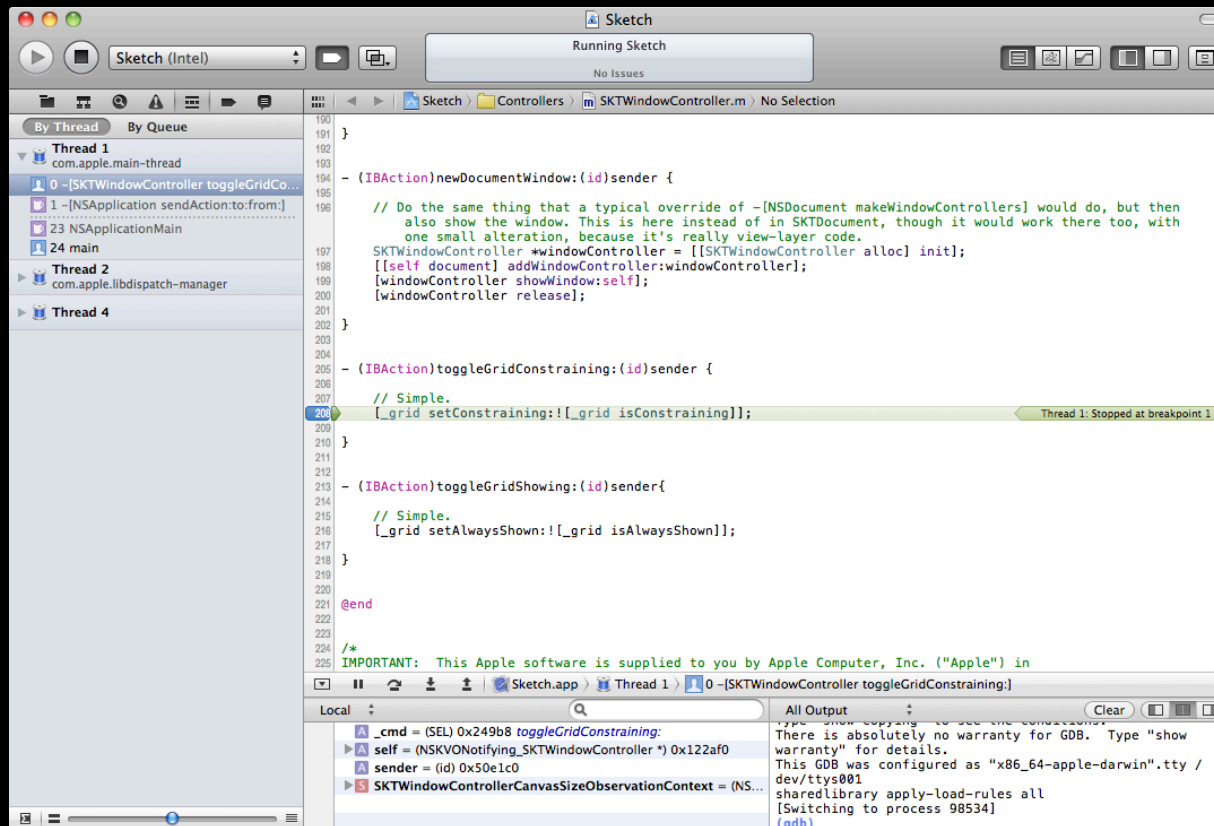 Sketch
Sketch (Intel)
Running Sketch
No Issues
Sketch Controllers m SKTWindowController.m No Selection
By Thread By Queue
Thread 1
com.apple.main-thread
0 -[SKTWindowController toggleGridCo...
1 -[NSApplication sendAction:to:from:]
23 NSApplicationMain
24 main
Thread 2
com.apple.libdispatch-manager
Thread 4
190
191 }
192
193
194 - (IBAction)newDocumentWindow:(id)sender {
195
196 // Do the same thing that a typical override of -[NSDocument makeWindowControllers] would do, but then
also show the window. This is here instead of in SKTDocument, though it would work there too, with
one small alteration, because it's really view-layer code.
197 SKTWindowController *windowController = [[SKTWindowController alloc] init];
198 [[self document] addWindowController:windowController];
199 [windowController showWindow:self];
200 [windowController release];
201
202 }
203
204
205 - (IBAction)toggleGridConstraining:(id)sender {
206
207 // Simple.
208 [_grid setConstraining:![_grid isConstraining]]; Thread 1: Stopped at breakpoint 1
209
210 }
211
212
213 - (IBAction)toggleGridShowing:(id)sender{
214
215 // Simple.
216 [_grid setAlwaysShown:![_grid isAlwaysShown]];
217
218 }
219
220
221 @end
222
223
224 /*
225 IMPORTANT: This Apple software is supplied to you by Apple Computer, Inc. ("Apple") in
Sketch.app Thread 1 0 -[SKTWindowController toggleGridConstraining:]
Local
A _cmd = (SEL) 0x249b8 toggleGridConstraining:
A self = (NSKVONotifying_SKTWindowController *) 0x122af0
A sender = (id) 0x50e1c0
S SKTWindowControllerCanvasSizeObservationContext = (NS...
All Output Clear
Type "show copying" to see the conditions.
There is absolutely no warranty for GDB. Type "show
warranty" for details.
This GDB was configured as "x86_64-apple-darwin".tty /
dev/ttys001
sharedlibrary apply-load-rules all
[Switching to process 98534]
(gdb)